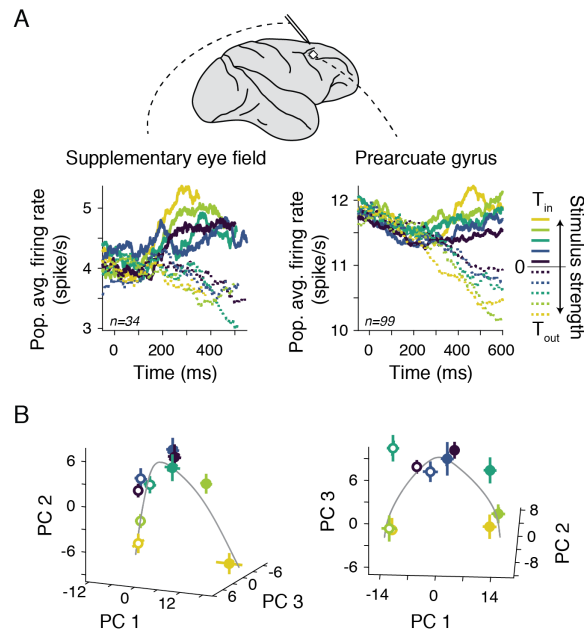 A
Supplementary eye field
Prearcuate gyrus
Pop. avg. firing rate
(spike/s)
5
4
3
n=34
0
200
400
Time (ms)
Pop. avg. firing rate
(spike/s)
12
11
10
n=99
0
200
400
600
Time (ms)
Tin
0
Tout
Stimulus strength
B
PC 2
6
0
-6
-12
0
12
PC 1
6
0
-6
PC 3
PC 3
6
0
-6
-14
0
14
PC 1
8
0
-8
PC 2